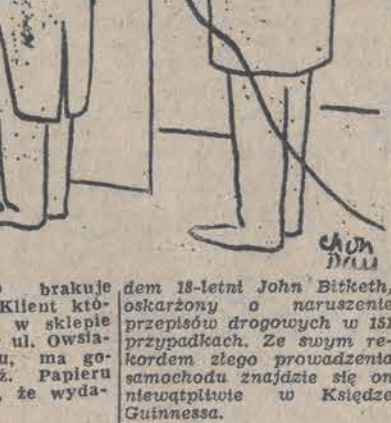 chon
brakuje
Klient któ-
w sklepie
ul. Owsia-
u, ma go-
ź. Papieru
, że wyda-
dem 18-letni John Bitketh,
oskarżony o naruszenie
przepisów drogowych w 151
przypadkach. Ze swym re-
kordem złego prowadzenia
samochodu znajdzie się on
niewątpliwie w Księdze
Guinnessa.